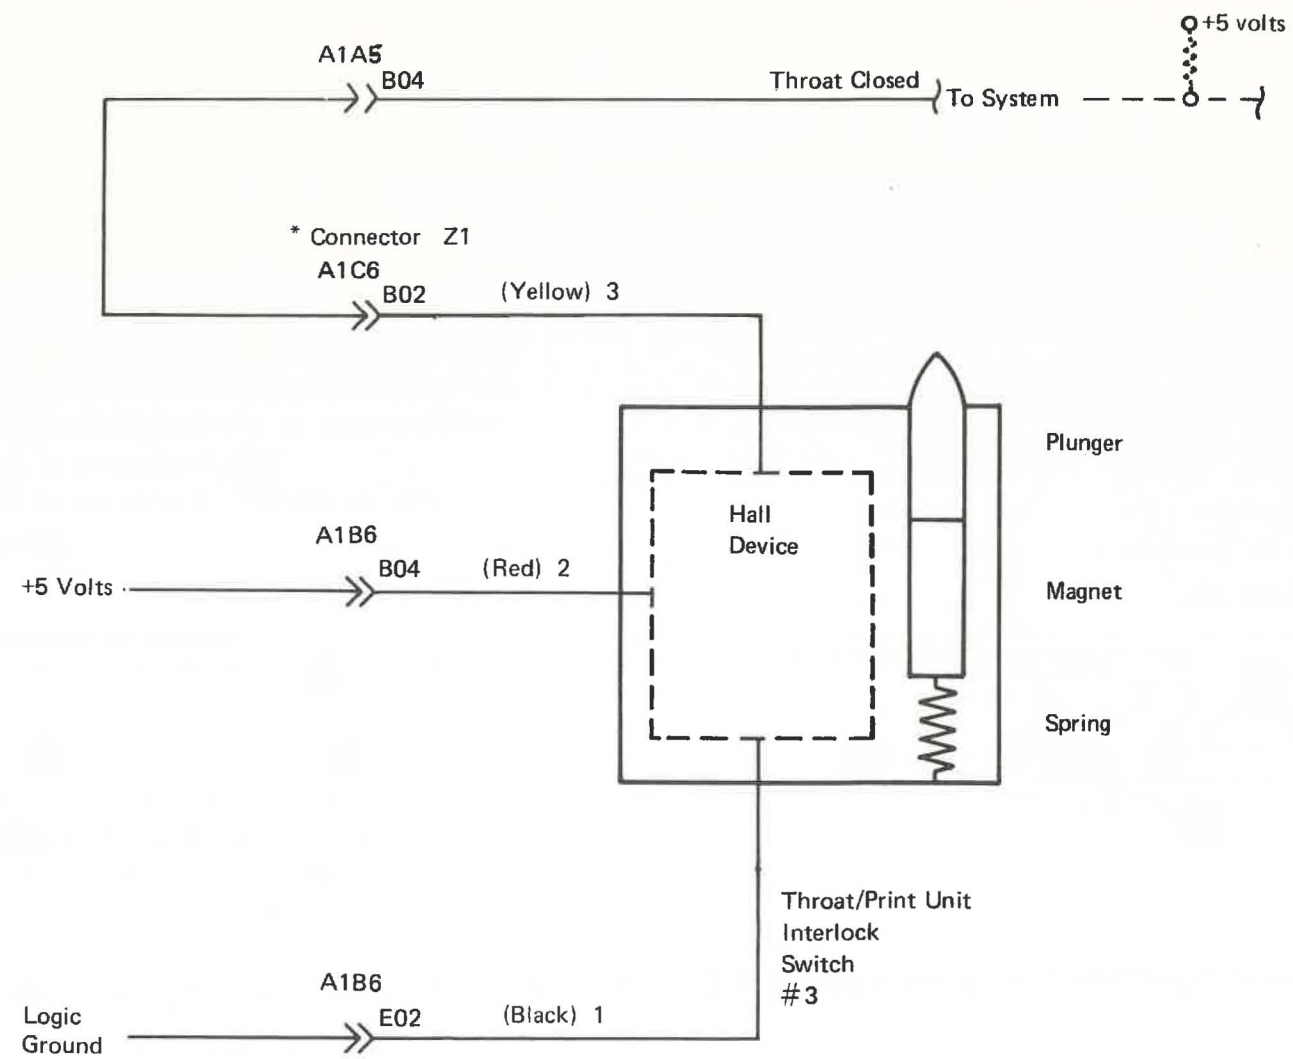 +5 volts
A1A5
B04
Throat Closed
To System
* Connector Z1
A1C6
B02
(Yellow) 3
Plunger
Hall
Device
A1B6
B04
(Red) 2
+5 Volts
Magnet
Spring
Throat/Print Unit
Interlock
Switch
#3
A1B6
E02
(Black) 1
Logic
Ground